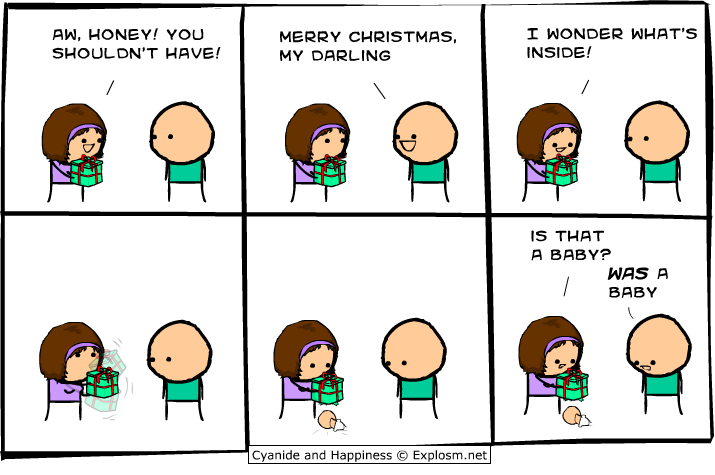 AW, HONEY! YOU
SHOULDN'T HAVE!
MERRY CHRISTMAS,
MY DARLING
I WONDER WHAT'S
INSIDE!
IS THAT
A BABY?
WAS A
BABY
Cyanide and Happiness © Explosm.net